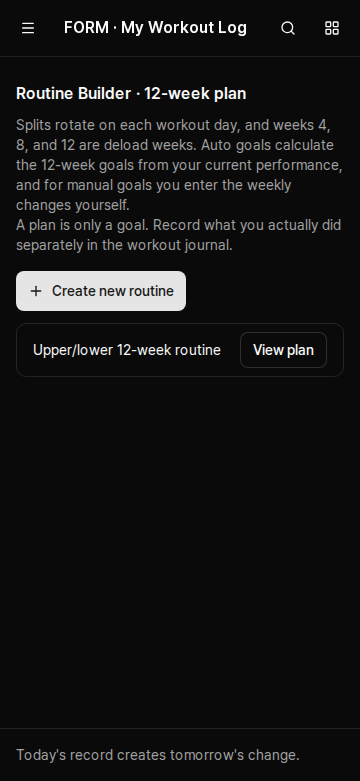 FORM · My Workout Log
Routine Builder · 12-week plan
Splits rotate on each workout day, and weeks 4,
8, and 12 are deload weeks. Auto goals calculate
the 12-week goals from your current performance,
and for manual goals you enter the weekly
changes yourself.
A plan is only a goal. Record what you actually did
separately in the workout journal.
Create new routine
Upper/lower 12-week routine
View plan
Today's record creates tomorrow's change.